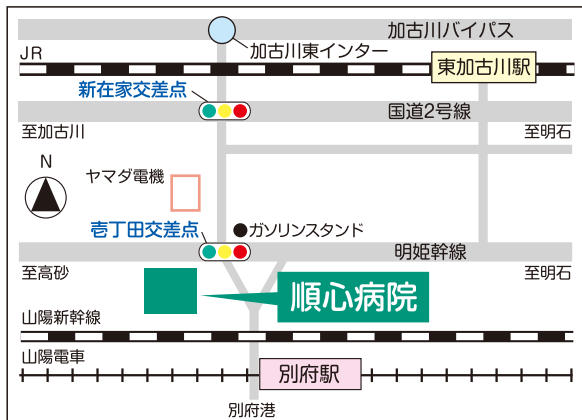 加古川バイパス
加古川東インター
JR
東加古川駅
新在家交差点
国道2号線
至加古川
至明石
N
ヤマダ電機
壱丁田交差点
ガソリンスタンド
明姫幹線
至高砂
至明石
順心病院
山陽新幹線
山陽電車
別府駅
別府港